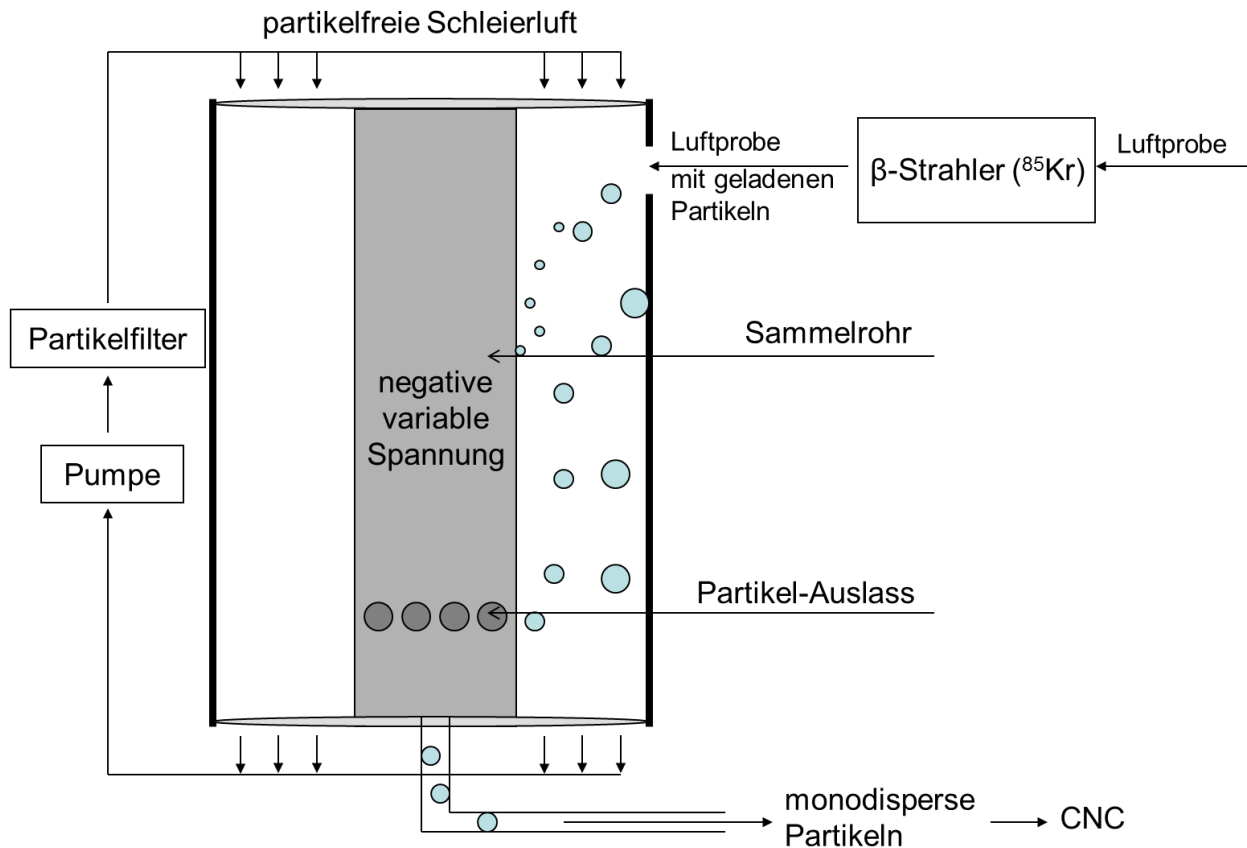 partikelfreie Schleierluft
Luftprobe
mit geladenen
Partikeln
β-Strahler (⁸⁵Kr)
Luftprobe
Partikelfilter
Sammelrohr
negative
variable
Spannung
Pumpe
Partikel-Auslass
monodisperse
Partikeln
CNC